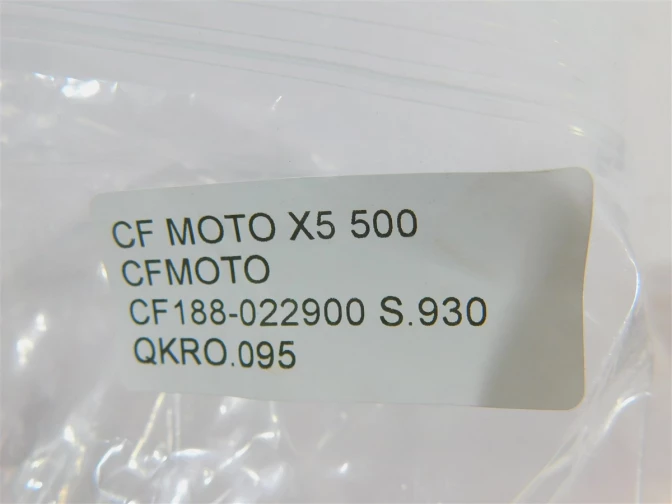 CF MOTO X5 500
CFMOTO
CF188-022900 S.930
QKRO.095